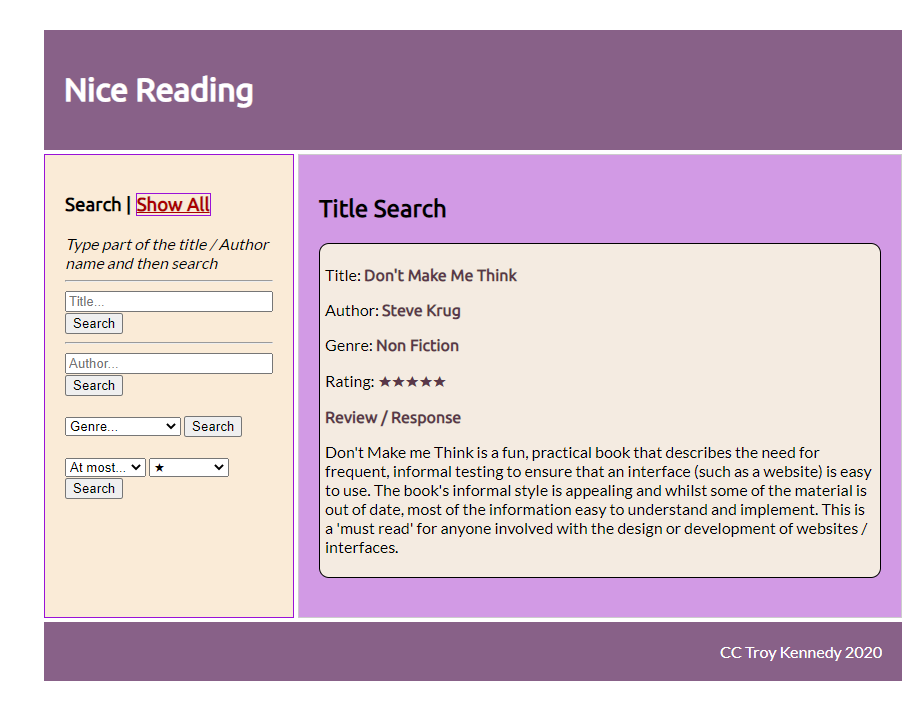 Nice Reading
Search | Show All
Type part of the title / Author
name and then search
Title...
Search
Author...
Search
Genre... Search
At most... ★
Search
Title Search
Title: Don't Make Me Think
Author: Steve Krug
Genre: Non Fiction
Rating: ★★★★★
Review / Response
Don't Make me Think is a fun, practical book that describes the need for
frequent, informal testing to ensure that an interface (such as a website) is easy
to use. The book's informal style is appealing and whilst some of the material is
out of date, most of the information easy to understand and implement. This is
a 'must read' for anyone involved with the design or development of websites /
interfaces.
CC Troy Kennedy 2020